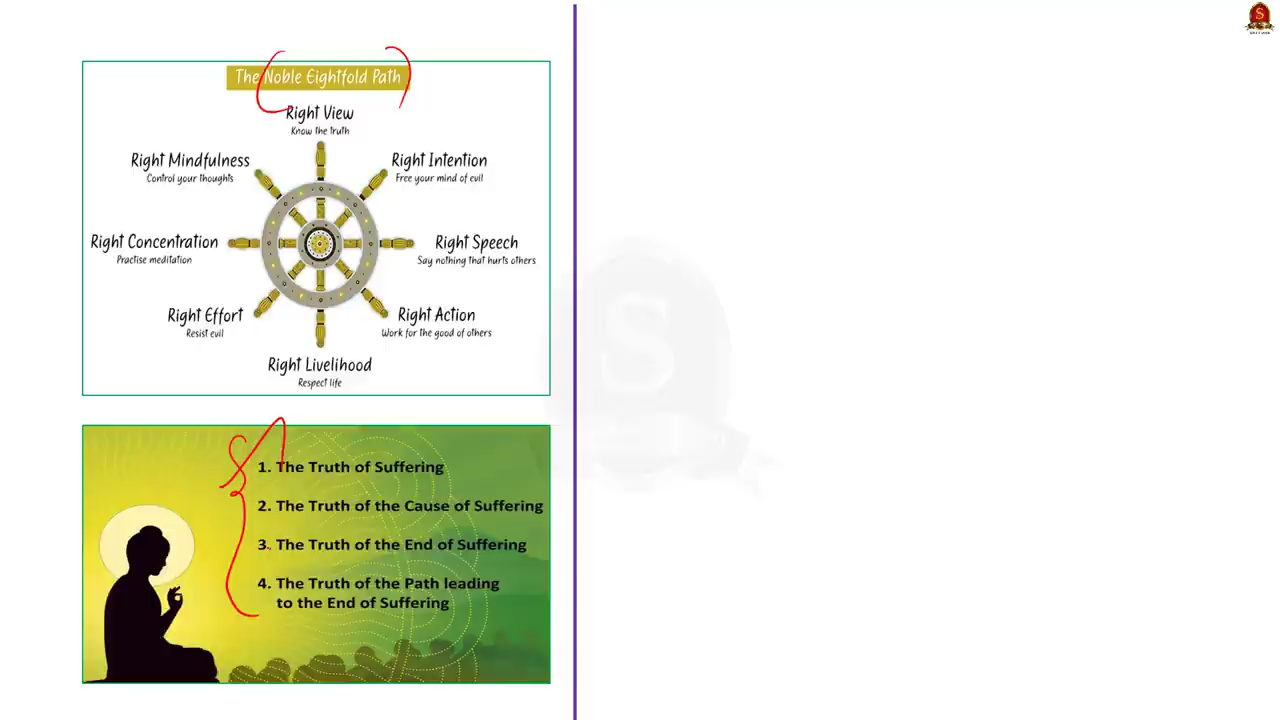 The Noble Eightfold Path
Right View
Know the truth
Right Mindfulness
Control your thoughts
Right Intention
Free your mind of evil
Right Concentration
Practise meditation
Right Speech
Say nothing that hurts others
Right Effort
Resist evil
Right Action
Work for the good of others
Right Livelihood
Respect life
1. The Truth of Suffering
2. The Truth of the Cause of Suffering
3. The Truth of the End of Suffering
4. The Truth of the Path leading
to the End of Suffering
S
S